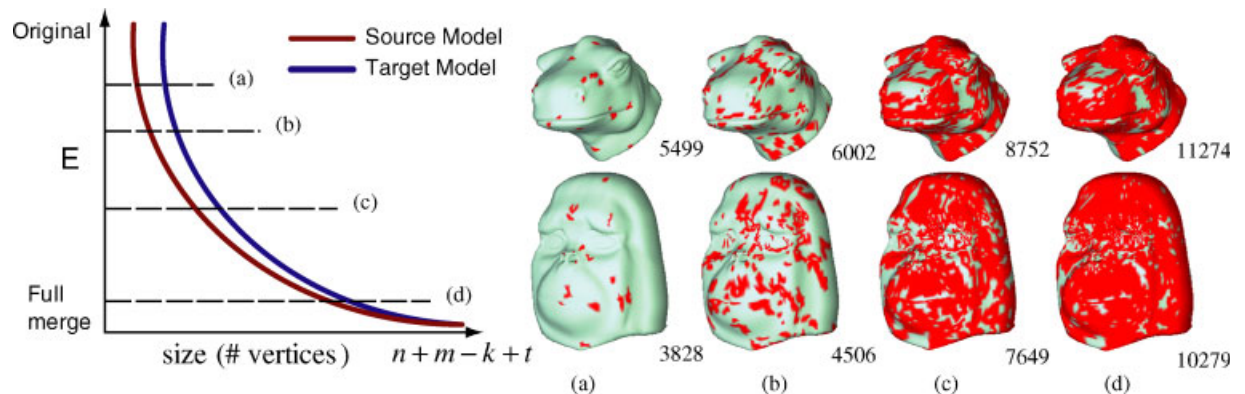 Original
Source Model
Target Model
(a)
(b)
E
(c)
(d)
Full
merge
size (# vertices)
n + m − k + t
5499
6002
8752
11274
3828
4506
7649
10279
(a)
(b)
(c)
(d)